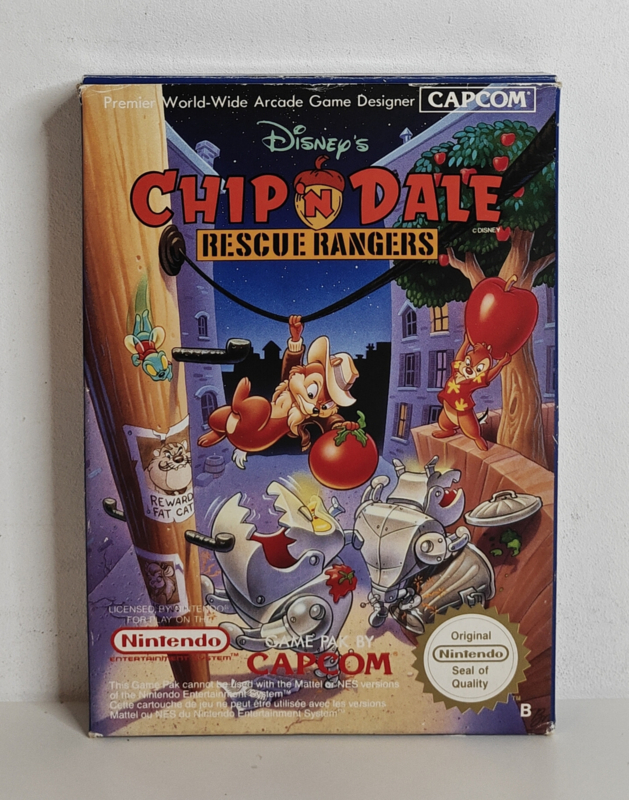 Premier World-Wide Arcade Game Designer CAPCOM®
Disney's
CHIP 'N DALE
RESCUE RANGERS
© DISNEY
REWARD
FAT CAT
LICENSED BY NINTENDO®
FOR PLAY ON THE
Nintendo®
ENTERTAINMENT SYSTEM™
GAME PAK BY
CAPCOM
This Game Pak cannot be used with the Mattel or NES versions
of the Nintendo Entertainment System™
Cette cartouche de jeu ne peut être utilisée avec les versions
Mattel ou NES du Nintendo Entertainment System™
Original
Nintendo
Seal of
Quality
™
B